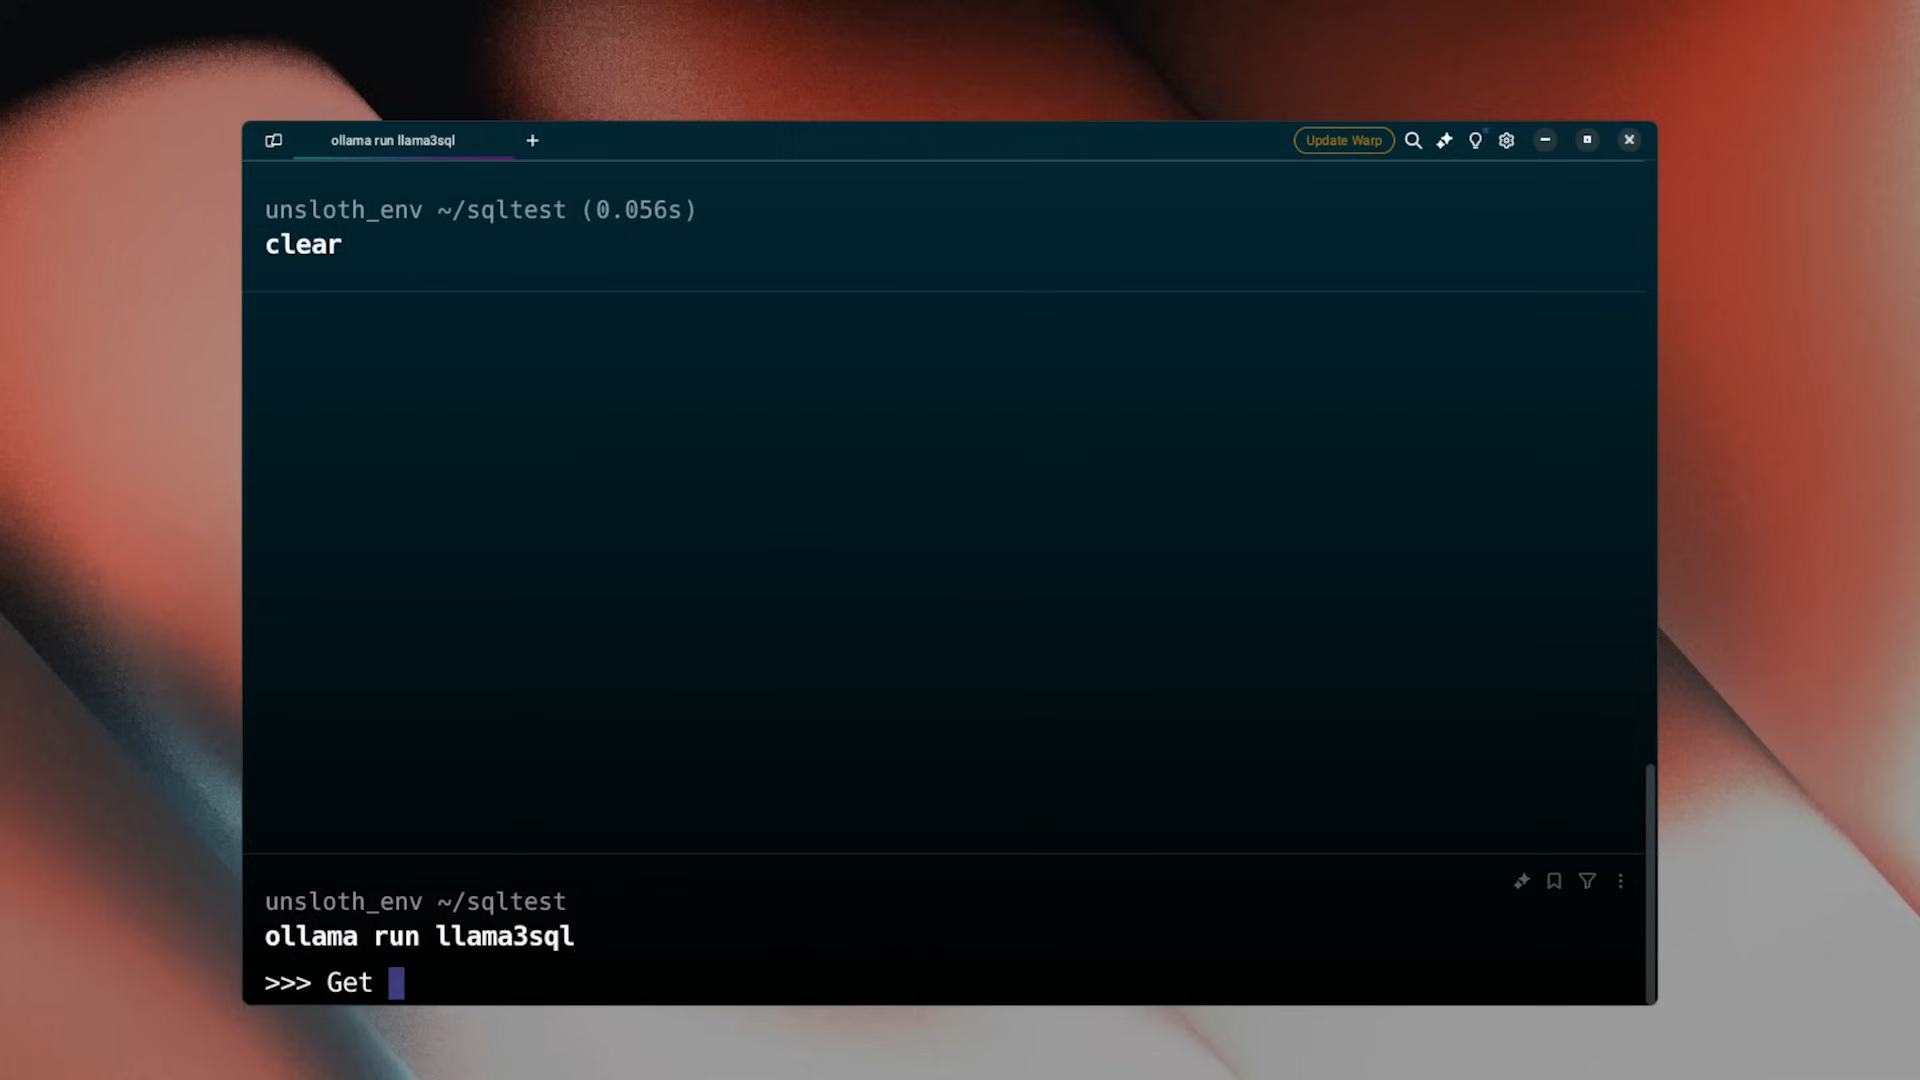 ollama run llama3sql
Update Warp
unsloth_env ~/sqltest (0.056s)
clear
unsloth_env ~/sqltest
ollama run llama3sql
>>> Get